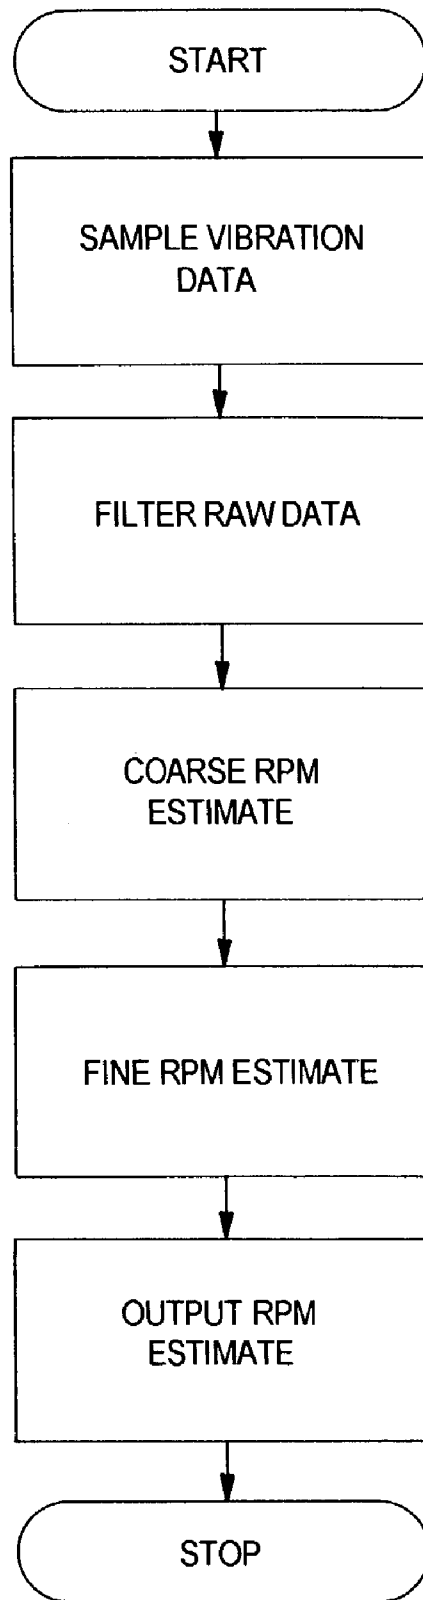 START
SAMPLE VIBRATION
DATA
FILTER RAW DATA
COARSE RPM
ESTIMATE
FINE RPM ESTIMATE
OUTPUT RPM
ESTIMATE
STOP